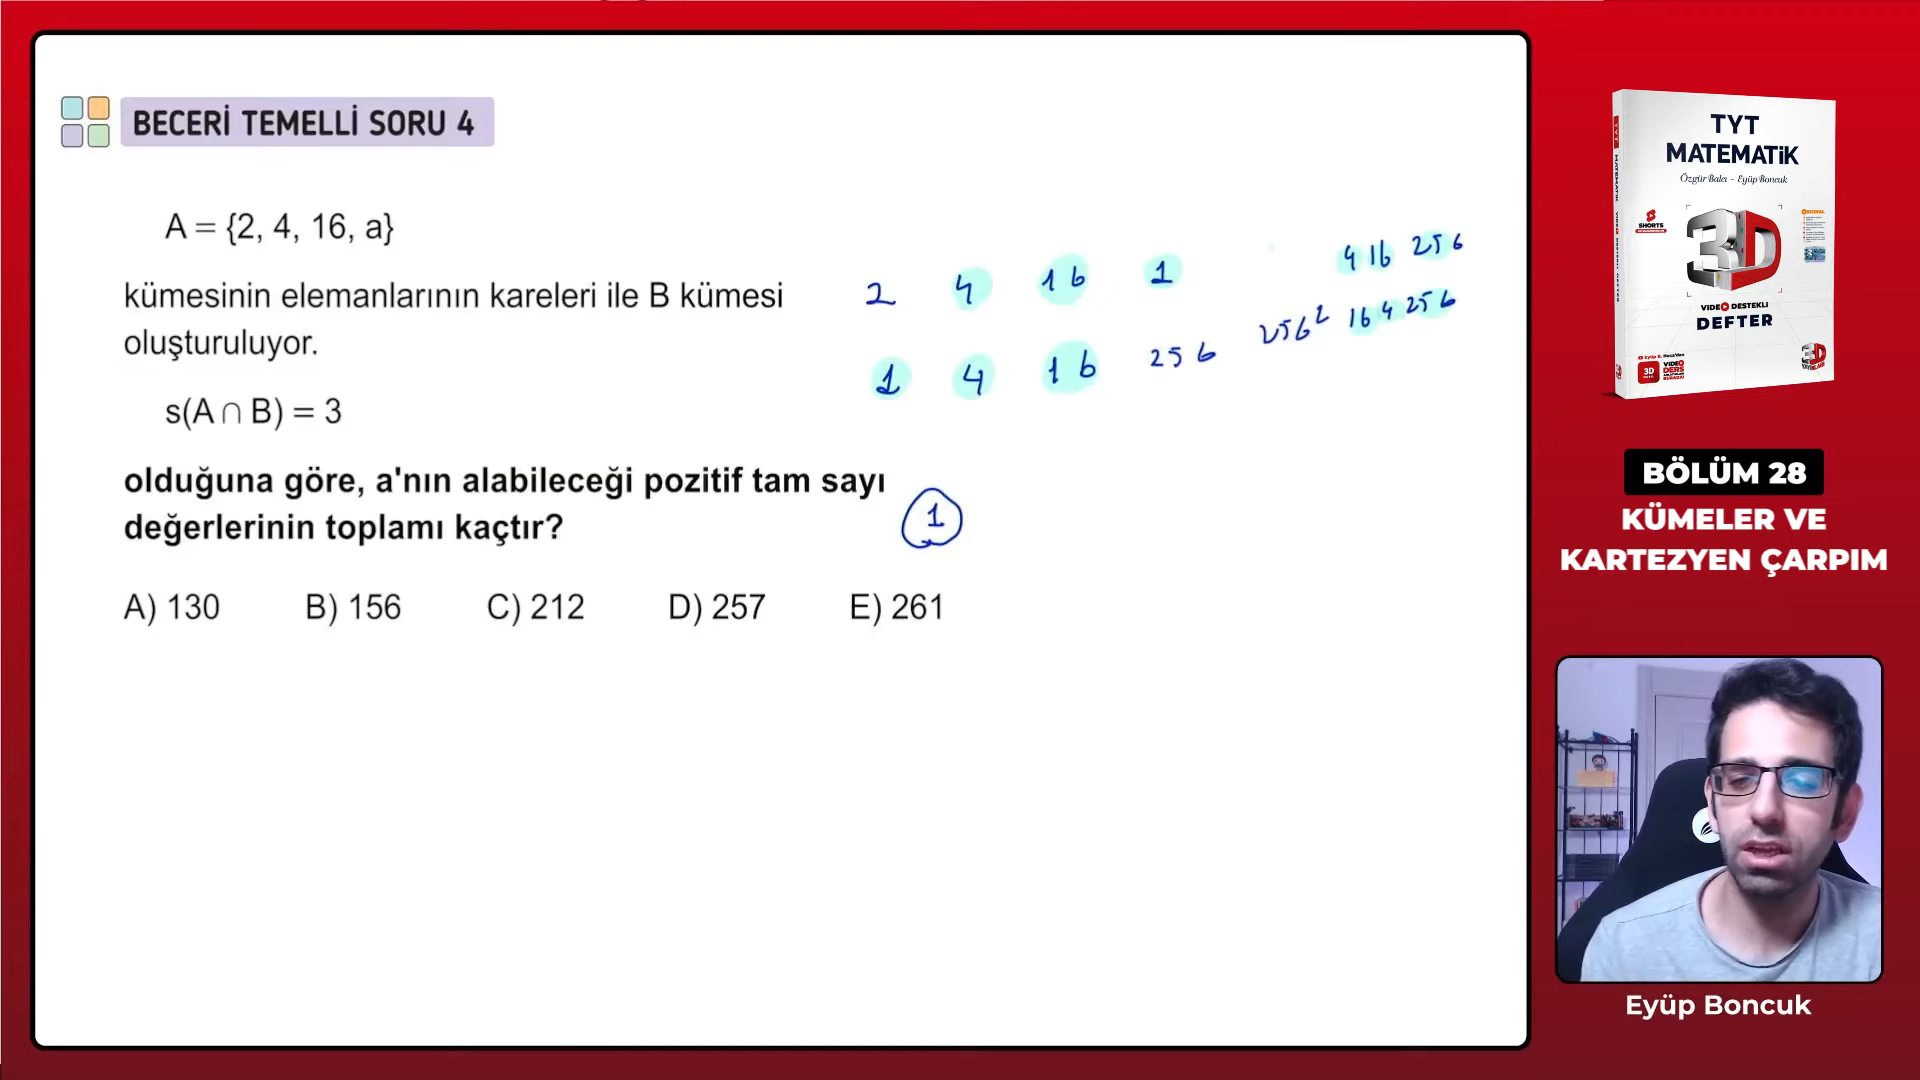 BECERİ TEMELLİ SORU 4
A = {2, 4, 16, a}
kümesinin elemanlarının kareleri ile B kümesi
oluşturuluyor.
s(A ∩ B) = 3
olduğuna göre, a'nın alabileceği pozitif tam sayı
değerlerinin toplamı kaçtır?
A) 130 B) 156 C) 212 D) 257 E) 261
2 4 16 1
1 4 16 256
4 16 256
256² 16 4 256
1
TYT
MATEMATİK
Özgür Balcı - Eyüp Boncuk
SHORTS
3D
VIDEO DESTEKLİ
DEFTER
BÖLÜM 28
KÜMELER VE
KARTEZYEN ÇARPIM
Eyüp Boncuk